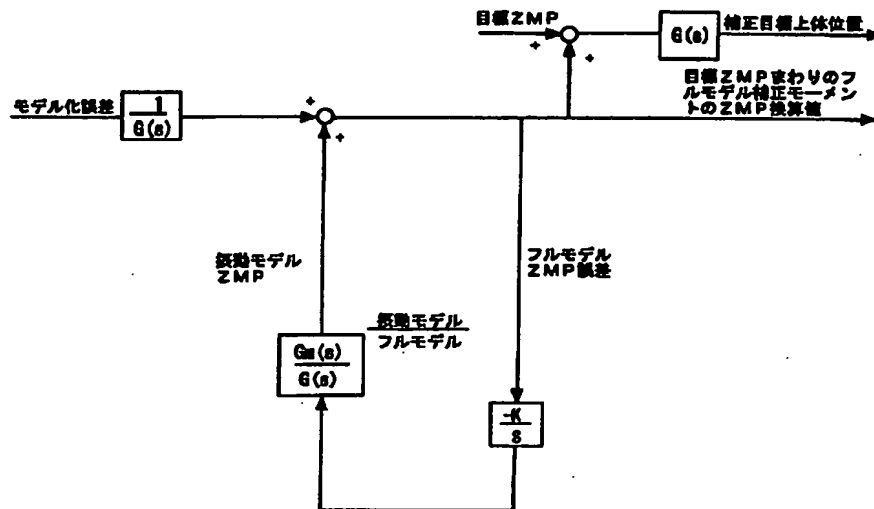 目標ZMP
+
+
G(s)
補正目標上体位置
目標ZMPまわりのフ
ルモデル補正モーメン
トのZMP換算値
モデル化誤差
1
G(s)
+
+
摂動モデル
ZMP
フルモデル
ZMP誤差
摂動モデル
フルモデル
Gm(s)
G(s)
-K
S